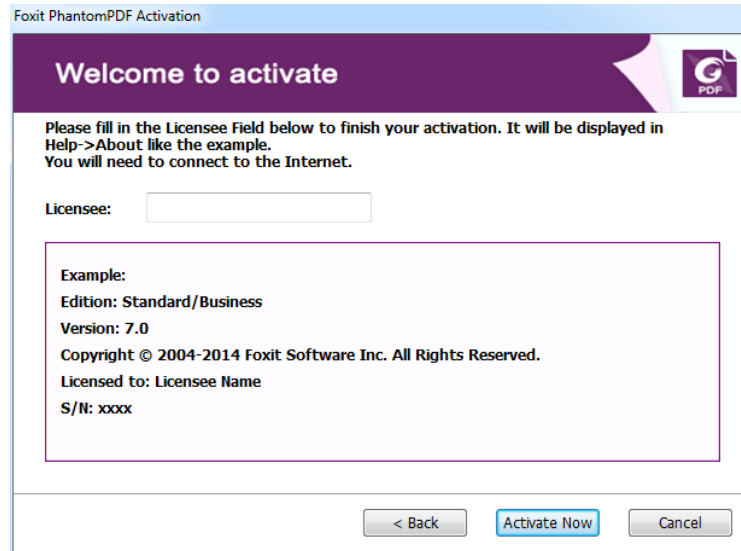 Foxit PhantomPDF Activation
Welcome to activate
G
PDF
Please fill in the Licensee Field below to finish your activation. It will be displayed in
Help->About like the example.
You will need to connect to the Internet.
Licensee:
Example:
Edition: Standard/Business
Version: 7.0
Copyright © 2004-2014 Foxit Software Inc. All Rights Reserved.
Licensed to: Licensee Name
S/N: xxxx
< Back
Activate Now
Cancel